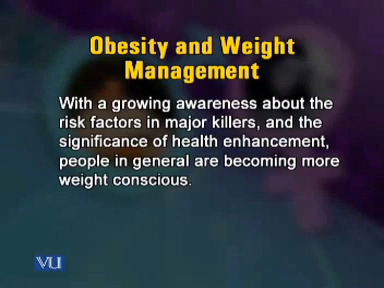 Obesity and Weight
Management
With a growing awareness about the
risk factors in major killers, and the
significance of health enhancement,
people in general are becoming more
weight conscious.
VU